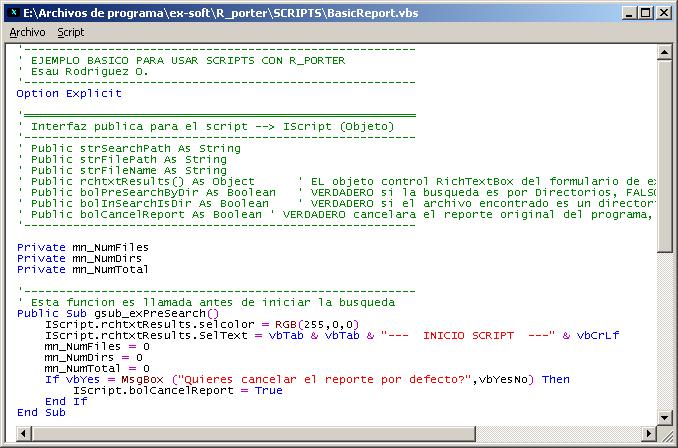 E:\Archivos de programa\ex-soft\R_porter\SCRIPTS\BasicReport.vbs
Archivo Script
'----------------------------------------------------------
' EJEMPLO BASICO PARA USAR SCRIPTS CON R_PORTER
' Esau Rodriguez O.
'----------------------------------------------------------
Option Explicit
'==========================================================
' Interfaz publica para el script --> IScript (Objeto)
'----------------------------------------------------------
' Public strSearchPath As String
' Public strFilePath As String
' Public strFileName As String
' Public rchtxtResults() As Object ' EL objeto control RichTextBox del formulario de ex
' Public bolPreSearchByDir As Boolean ' VERDADERO si la busqueda es por Directorios, FALSO
' Public bolInSearchIsDir As Boolean ' VERDADERO si el archivo encontrado es un director
' Public bolCancelReport As Boolean ' VERDADERO cancelara el reporte original del programa,
'----------------------------------------------------------
Private mn_NumFiles
Private mn_NumDirs
Private mn_NumTotal
'----------------------------------------------------------
' Esta funcion es llamada antes de iniciar la busqueda
Public Sub gsub_exPreSearch()
IScript.rchtxtResults.selcolor = RGB(255,0,0)
IScript.rchtxtResults.SelText = vbTab & vbTab & "--- INICIO SCRIPT ---" & vbCrLf
mn_NumFiles = 0
mn_NumDirs = 0
mn_NumTotal = 0
If vbYes = MsgBox ("Quieres cancelar el reporte por defecto?",vbYesNo) Then
IScript.bolCancelReport = True
End If
End Sub